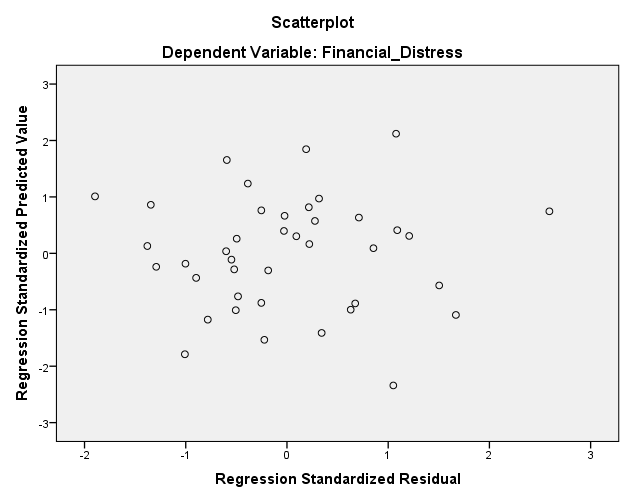 Scatterplot
Dependent Variable: Financial_Distress
Regression Standardized Predicted Value
3
2
1
0
-1
-2
-3
-2 -1 0 1 2 3
Regression Standardized Residual